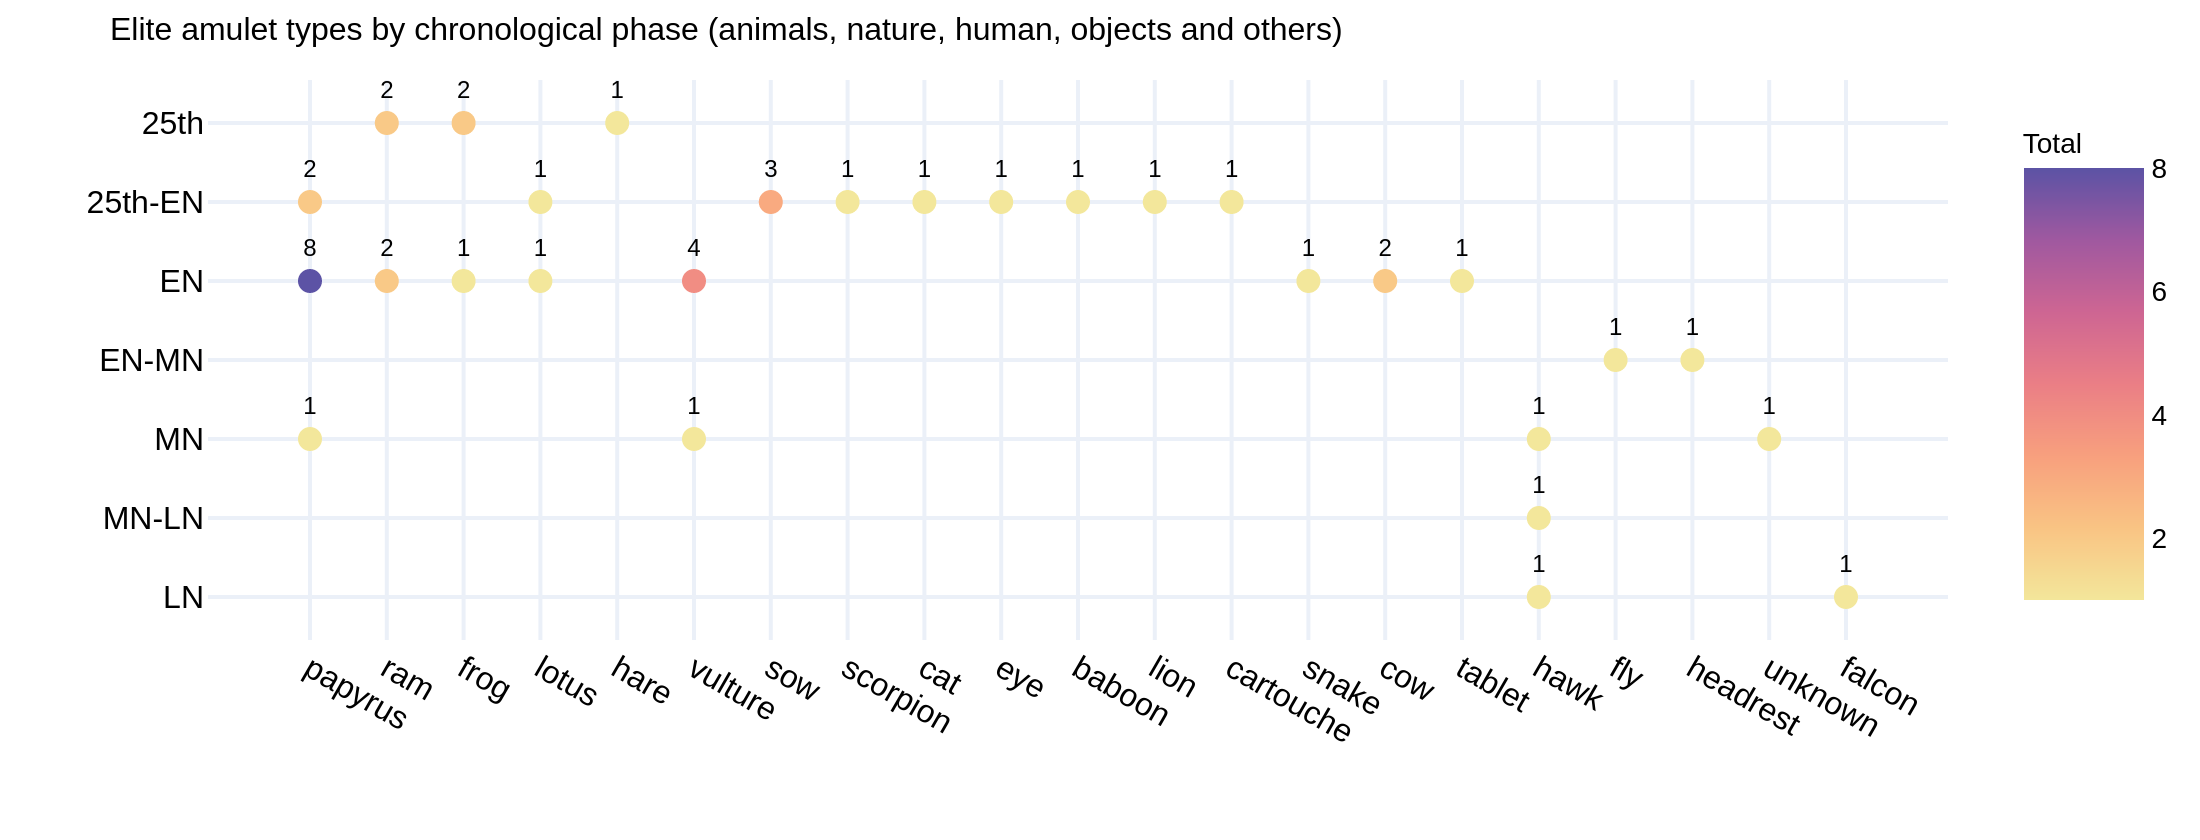 Elite amulet types by chronological phase (animals, nature, human, objects and others)
2 2 1
25th
2 1 3 1 1 1 1 1 1
25th-EN
8 2 1 1 4 1 2 1
EN
1 1
EN-MN
1 1 1 1
MN
1
MN-LN
1 1
LN
papyrus ram frog lotus hare vulture sow scorpion cat eye baboon lion cartouche snake cow tablet hawk fly headrest unknown falcon
Total
8
6
4
2